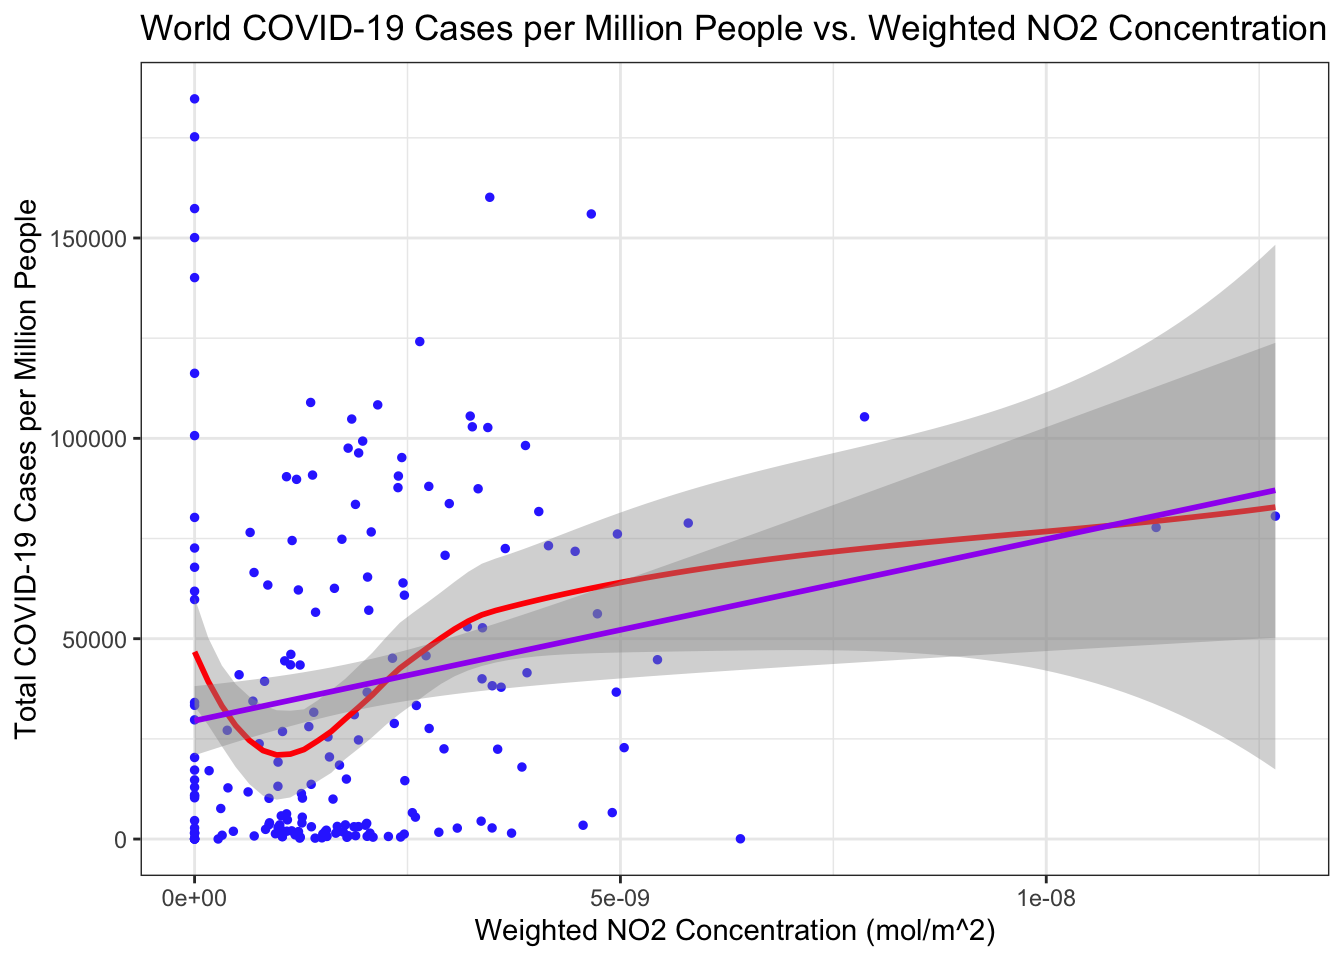 World COVID-19 Cases per Million People vs. Weighted NO2 Concentration
Total COVID-19 Cases per Million People
150000
100000
50000
0
0e+00 5e-09 1e-08
Weighted NO2 Concentration (mol/m^2)